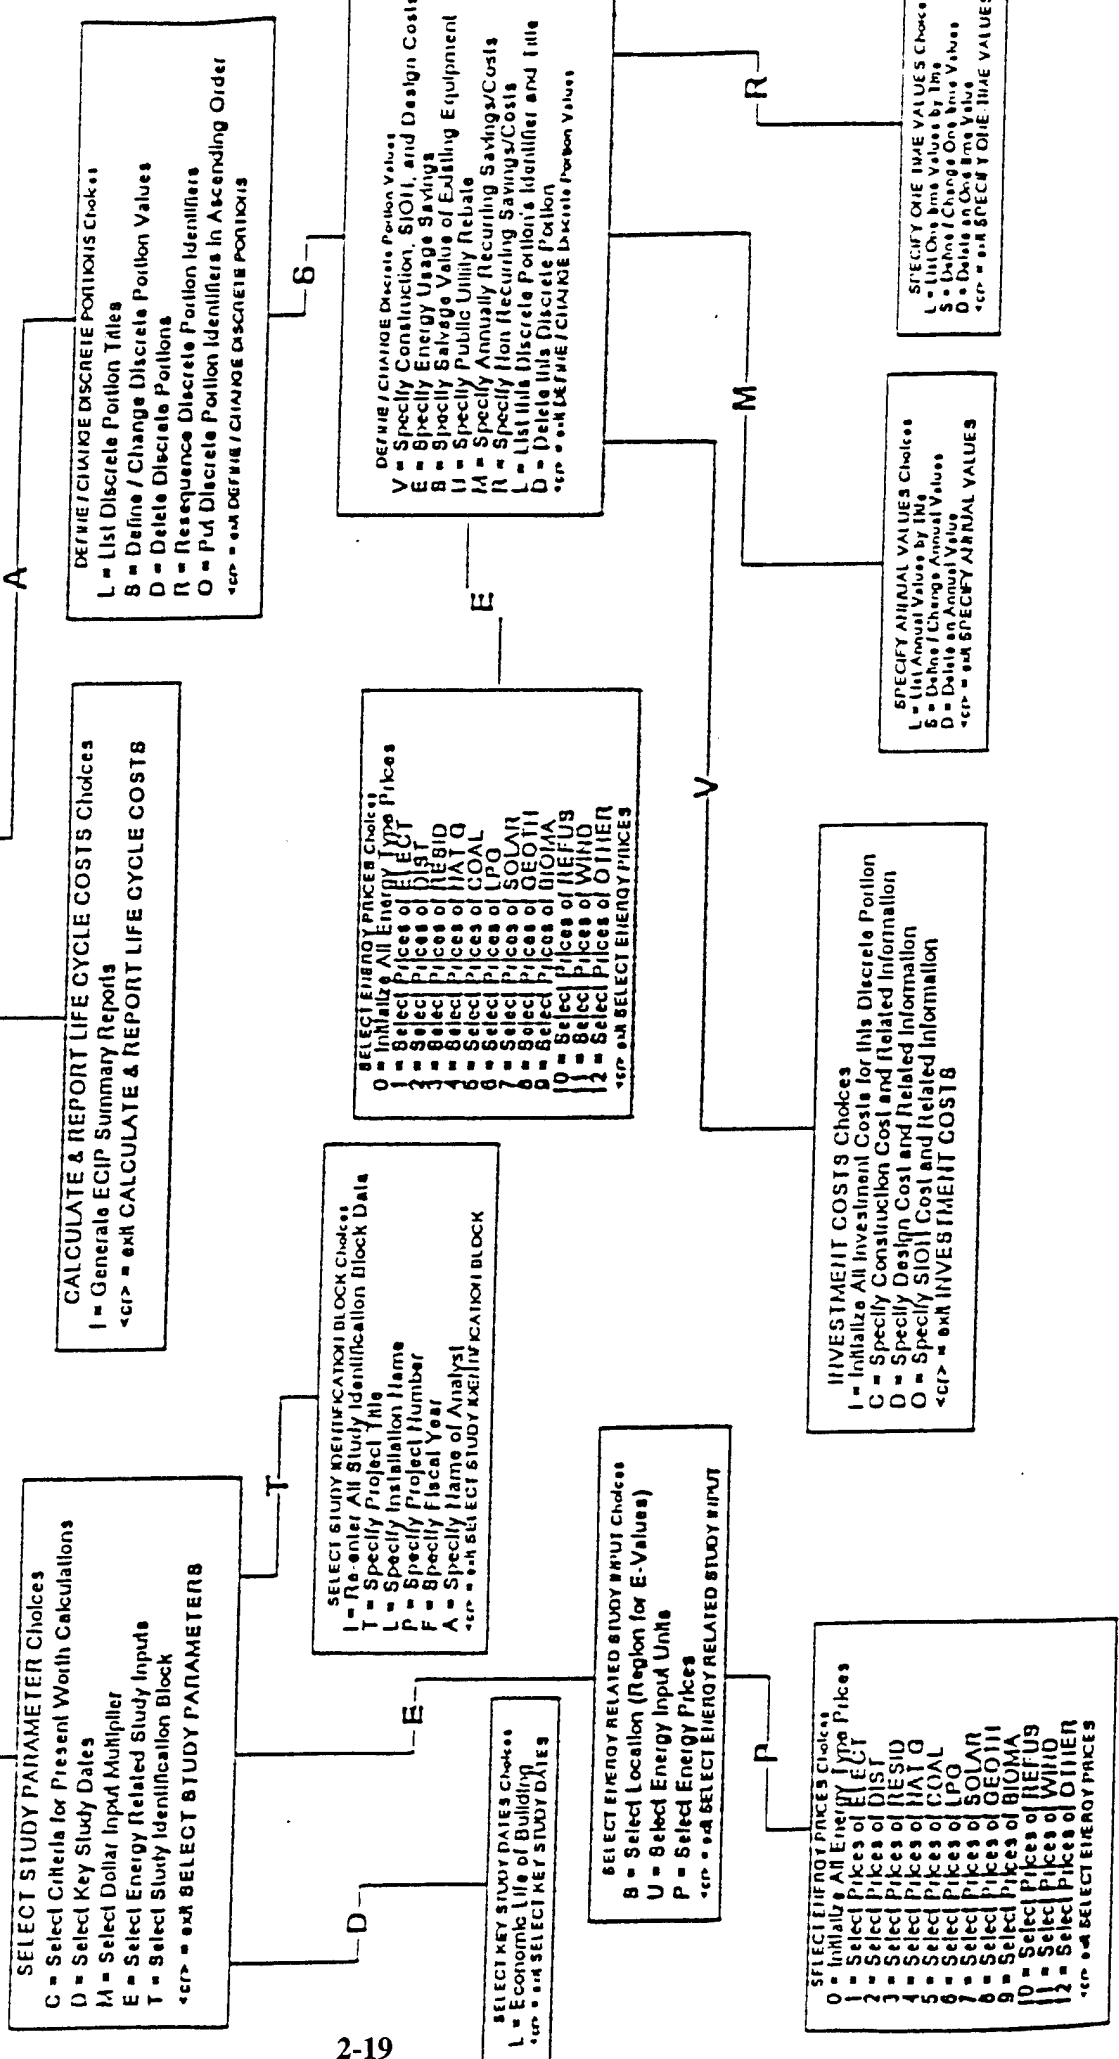 SELECT STUDY PARAMETER Choices
C = Select Criteria for Present Worth Calculations
D = Select Key Study Dates
M = Select Dollar Input Multiplier
E = Select Energy Related Study Inputs
T = Select Study Identification Block
<cr> = exit SELECT STUDY PARAMETERS
D
E
T
SELECT KEY STUDY DATES Choices
L = Economic Life of Building
<cr> = exit SELECT KEY STUDY DATES
SELECT ENERGY RELATED STUDY INPUT Choices
S = Select Location (Region for E-Values)
U = Select Energy Input Units
P = Select Energy Prices
<cr> = exit SELECT ENERGY RELATED STUDY INPUT
P
SELECT ENERGY PRICES Choices
0 = Initialize All Energy Type Prices
1 = Select Prices of ELECT
2 = Select Prices of DIST
3 = Select Prices of RESID
4 = Select Prices of NAT G
5 = Select Prices of COAL
6 = Select Prices of LPG
7 = Select Prices of SOLAR
8 = Select Prices of GEOTH
9 = Select Prices of BIOMA
10 = Select Prices of REFUS
11 = Select Prices of WIND
12 = Select Prices of OTHER
<cr> = exit SELECT ENERGY PRICES
SELECT STUDY IDENTIFICATION BLOCK Choices
I = Re-enter All Study Identification Block Data
T = Specify Project Title
L = Specify Installation Name
P = Specify Project Number
F = Specify Fiscal Year
A = Specify Name of Analyst
<cr> = exit SELECT STUDY IDENTIFICATION BLOCK
CALCULATE & REPORT LIFE CYCLE COSTS Choices
I = Generate ECIP Summary Reports
<cr> = exit CALCULATE & REPORT LIFE CYCLE COSTS
A
DEFINE / CHANGE DISCRETE PORTIONS Choices
L = List Discrete Portion Titles
S = Define / Change Discrete Portion Values
D = Delete Discrete Portions
R = Resequence Discrete Portion Identifiers
O = Put Discrete Portion Identifiers In Ascending Order
<cr> = exit DEFINE / CHANGE DISCRETE PORTIONS
S
DEFINE / CHANGE Discrete Portion Values
V = Specify Construction, SIOH, and Design Costs
E = Specify Energy Usage Savings
S = Specify Salvage Value of Existing Equipment
U = Specify Public Utility Rebate
M = Specify Annually Recurring Savings/Costs
R = Specify Non Recurring Savings/Costs
L = List this Discrete Portion's Identifier and Title
D = Delete this Discrete Portion
<cr> = exit DEFINE / CHANGE Discrete Portion Values
E
SELECT ENERGY PRICES Choices
0 = Initialize All Energy Type Prices
1 = Select Prices of ELECT
2 = Select Prices of DIST
3 = Select Prices of RESID
4 = Select Prices of NAT G
5 = Select Prices of COAL
6 = Select Prices of LPG
7 = Select Prices of SOLAR
8 = Select Prices of GEOTH
9 = Select Prices of BIOMA
10 = Select Prices of REFUS
11 = Select Prices of WIND
12 = Select Prices of OTHER
<cr> exit SELECT ENERGY PRICES
V
M
R
INVESTMENT COSTS Choices
I = Initialize All Investment Costs for this Discrete Portion
C = Specify Construction Cost and Related Information
D = Specify Design Cost and Related Information
O = Specify SIOH Cost and Related Information
<cr> = exit INVESTMENT COSTS
SPECIFY ANNUAL VALUES Choices
L = List Annual Values by title
S = Define / Change Annual Values
D = Delete an Annual Value
<cr> = exit SPECIFY ANNUAL VALUES
SPECIFY ONE TIME VALUES Choices
L = List One time Values by title
S = Define / Change One time Values
D = Delete an One time Value
<cr> = exit SPECIFY ONE-TIME VALUES
2-19